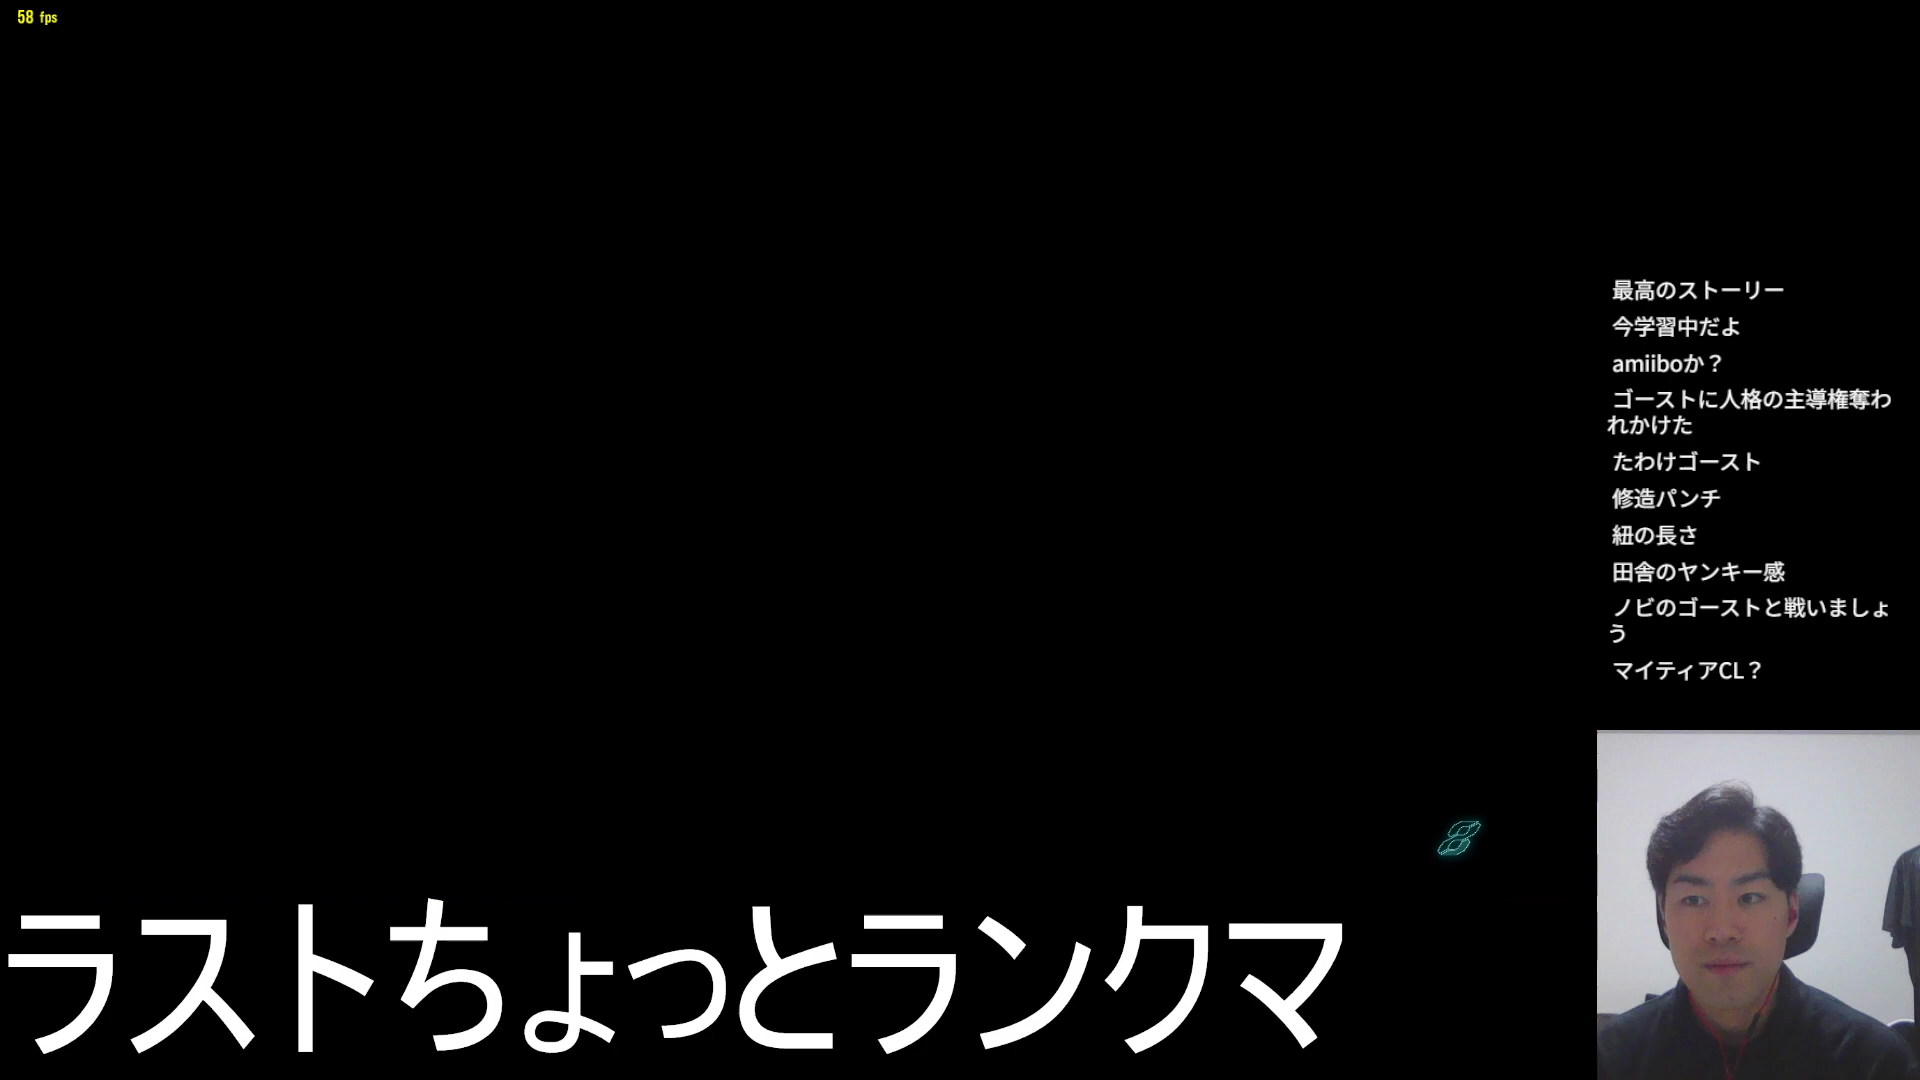 58 fps
最高のストーリー
今学習中だよ
amiiboか？
ゴーストに人格の主導権奪わ
れかけた
たわけゴースト
修造パンチ
紐の長さ
田舎のヤンキー感
ノビのゴーストと戦いましょ
う
マイティアCL？
8
ラストちょっとランクマ